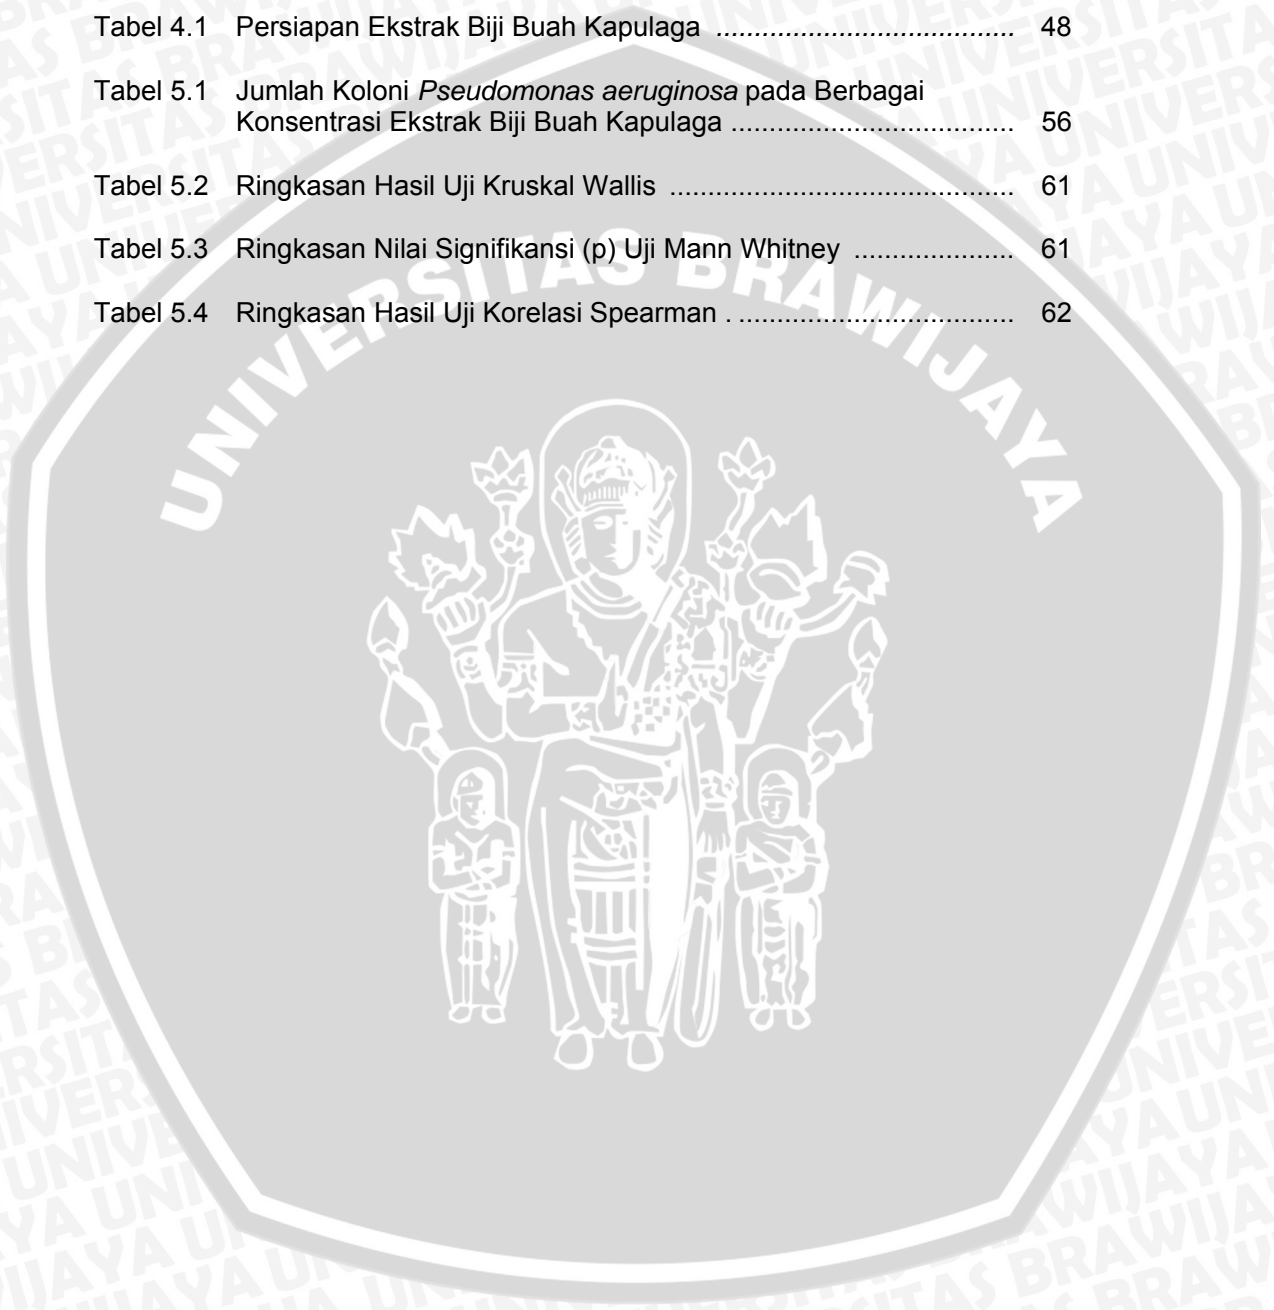 Tabel 4.1 Persiapan Ekstrak Biji Buah Kapulaga ....................................... 48
Tabel 5.1 Jumlah Koloni Pseudomonas aeruginosa pada Berbagai
Konsentrasi Ekstrak Biji Buah Kapulaga ..................................... 56
Tabel 5.2 Ringkasan Hasil Uji Kruskal Wallis ............................................. 61
Tabel 5.3 Ringkasan Nilai Signifikansi (p) Uji Mann Whitney ..................... 61
Tabel 5.4 Ringkasan Hasil Uji Korelasi Spearman . .................................... 62
UNIVERSITAS BRAWIJAYA